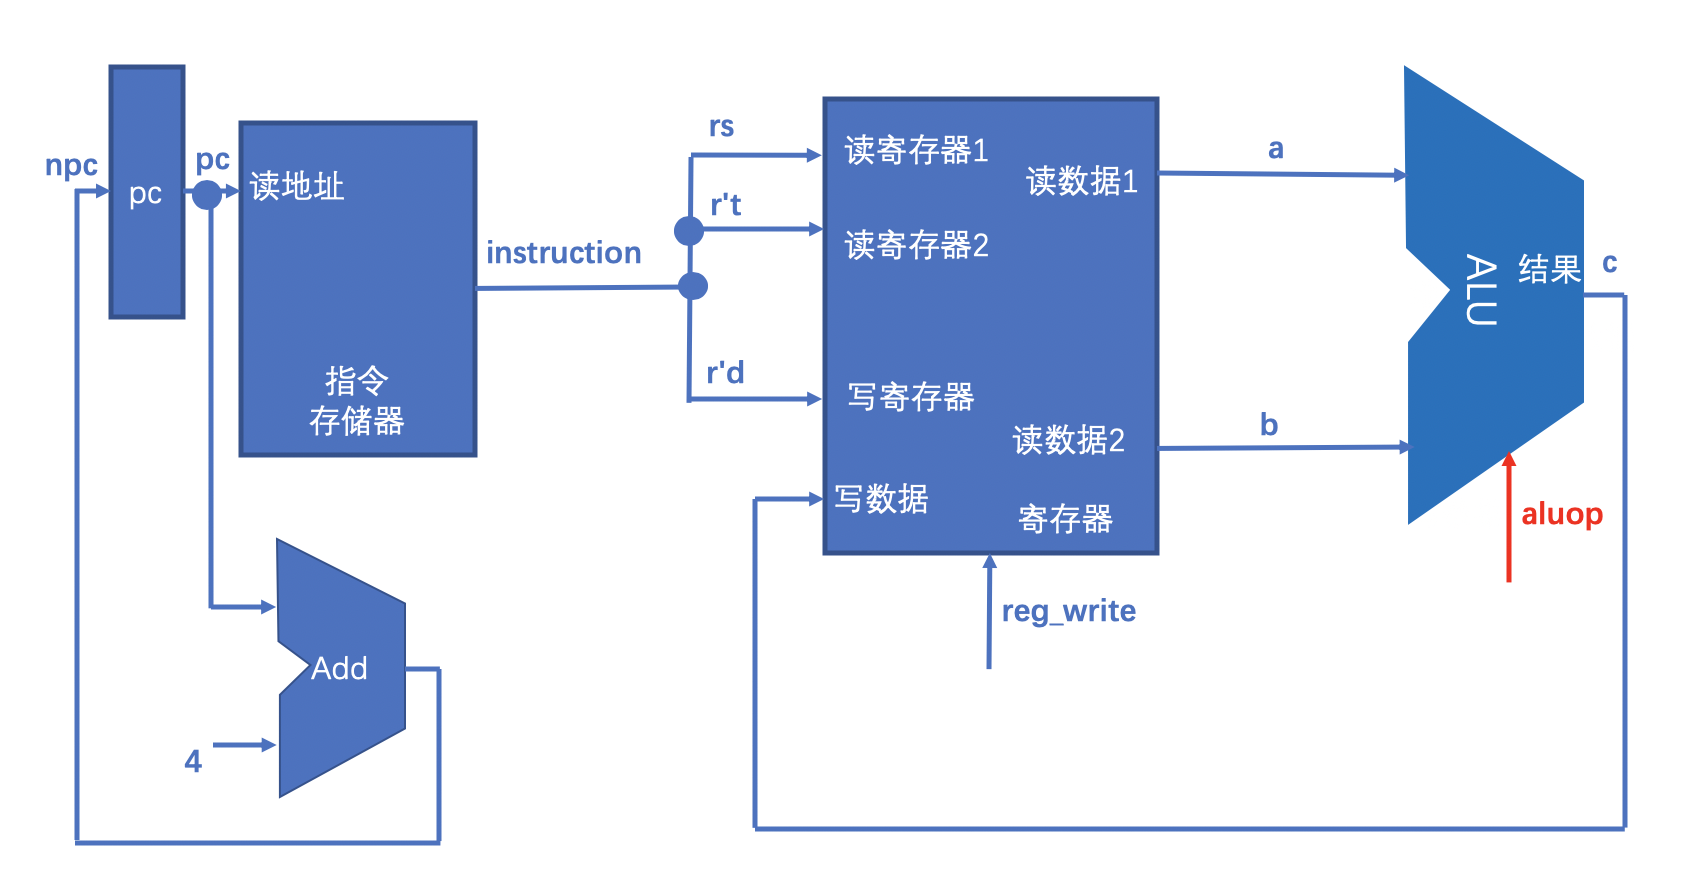 npc
pc
pc
读地址
指令
存储器
instruction
rs
r't
r'd
读寄存器1
读数据1
读寄存器2
写寄存器
读数据2
写数据
寄存器
reg_write
a
b
ALU
结果
c
aluop
Add
4